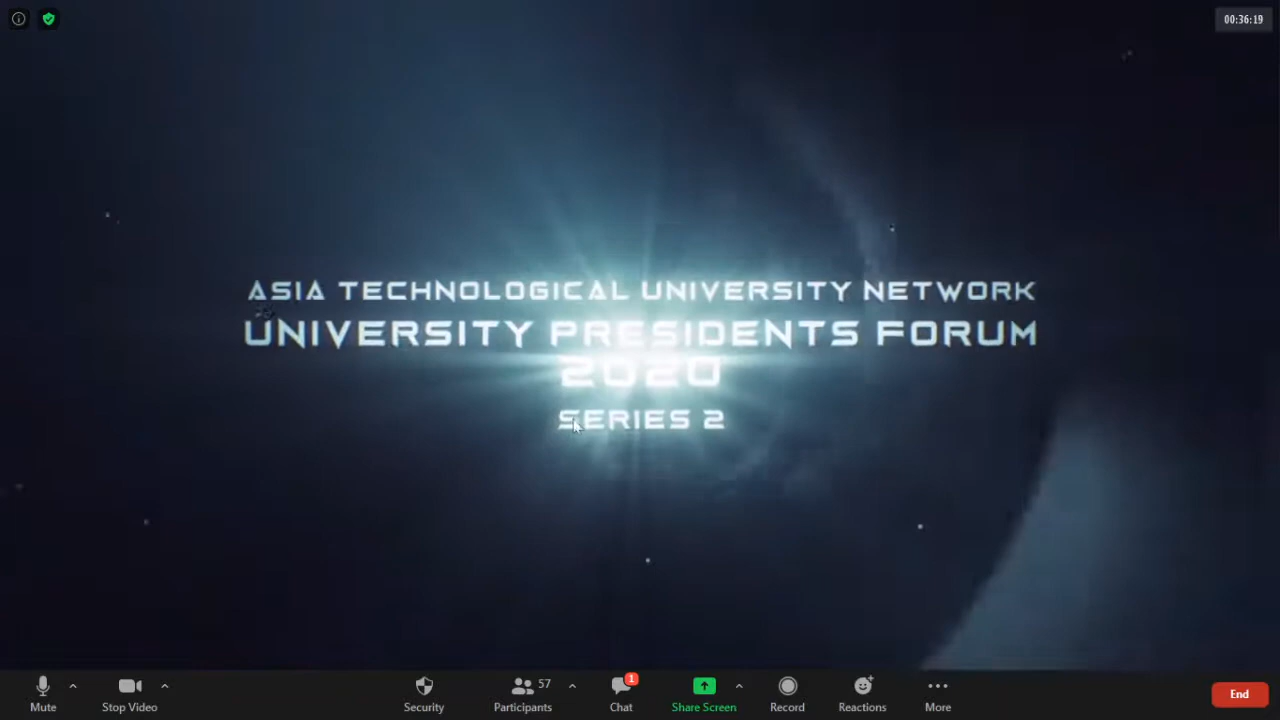 00:36:19
ASIA TECHNOLOGICAL UNIVERSITY NETWORK
UNIVERSITY PRESIDENTS FORUM
2020
SERIES 2
57
1
Mute
Stop Video
Security
Participants
Chat
Share Screen
Record
Reactions
More
End